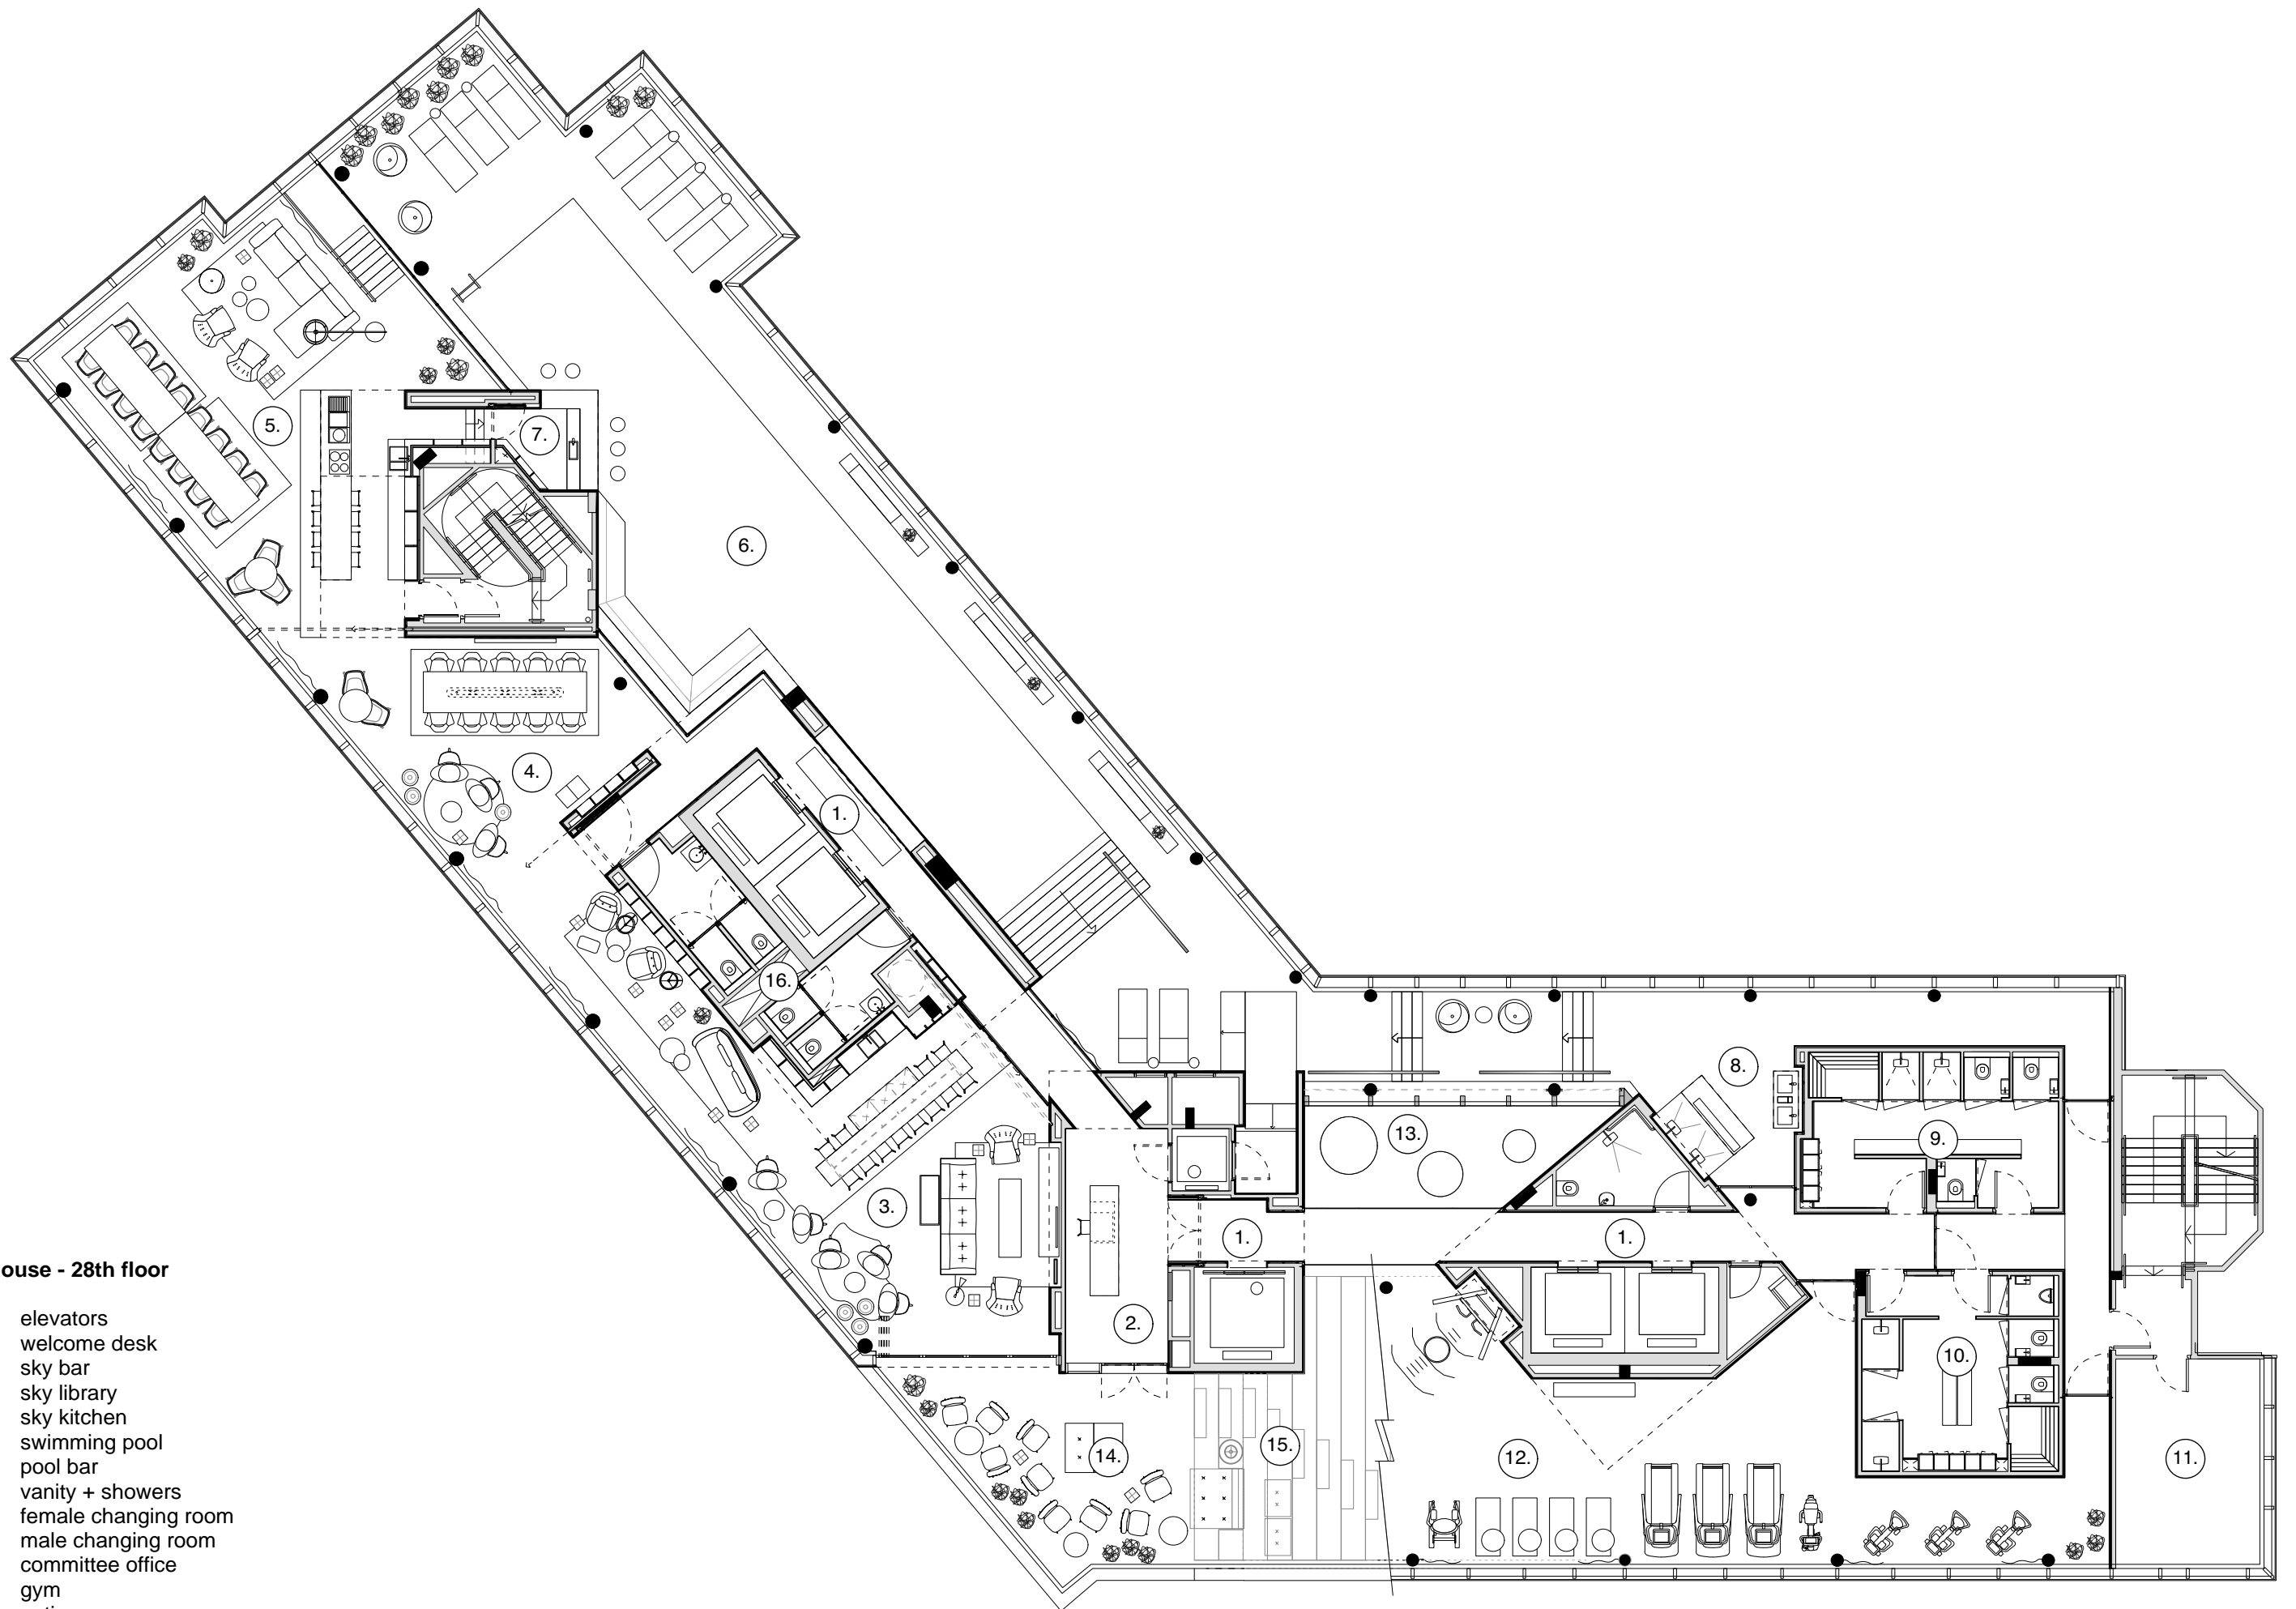 5.
7.
6.
4.
1.
16.
8.
13.
9.
3.
1.
1.
2.
10.
14.
15.
12.
11.
ouse - 28th floor
elevators
welcome desk
sky bar
sky library
sky kitchen
swimming pool
pool bar
vanity + showers
female changing room
male changing room
committee office
gym